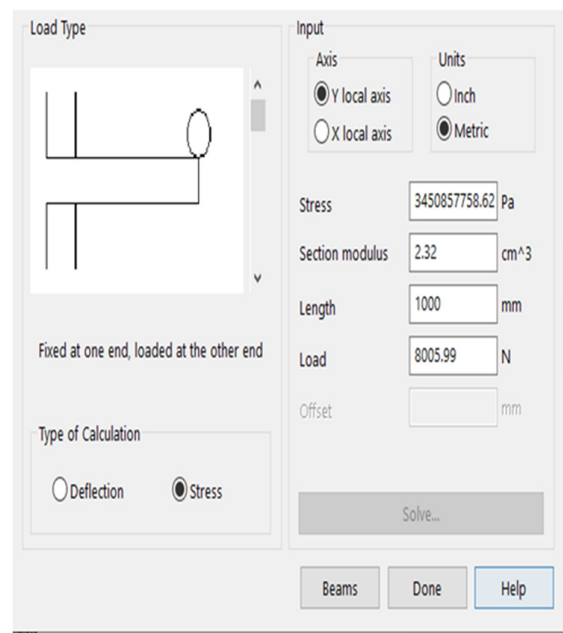 Load Type
Fixed at one end, loaded at the other end
Type of Calculation
Deflection
Stress
Input
Axis
Y local axis
X local axis
Units
Inch
Metric
Stress 3450857758.62 Pa
Section modulus 2.32 cm^3
Length 1000 mm
Load 8005.99 N
Offset mm
Solve...
Beams Done Help